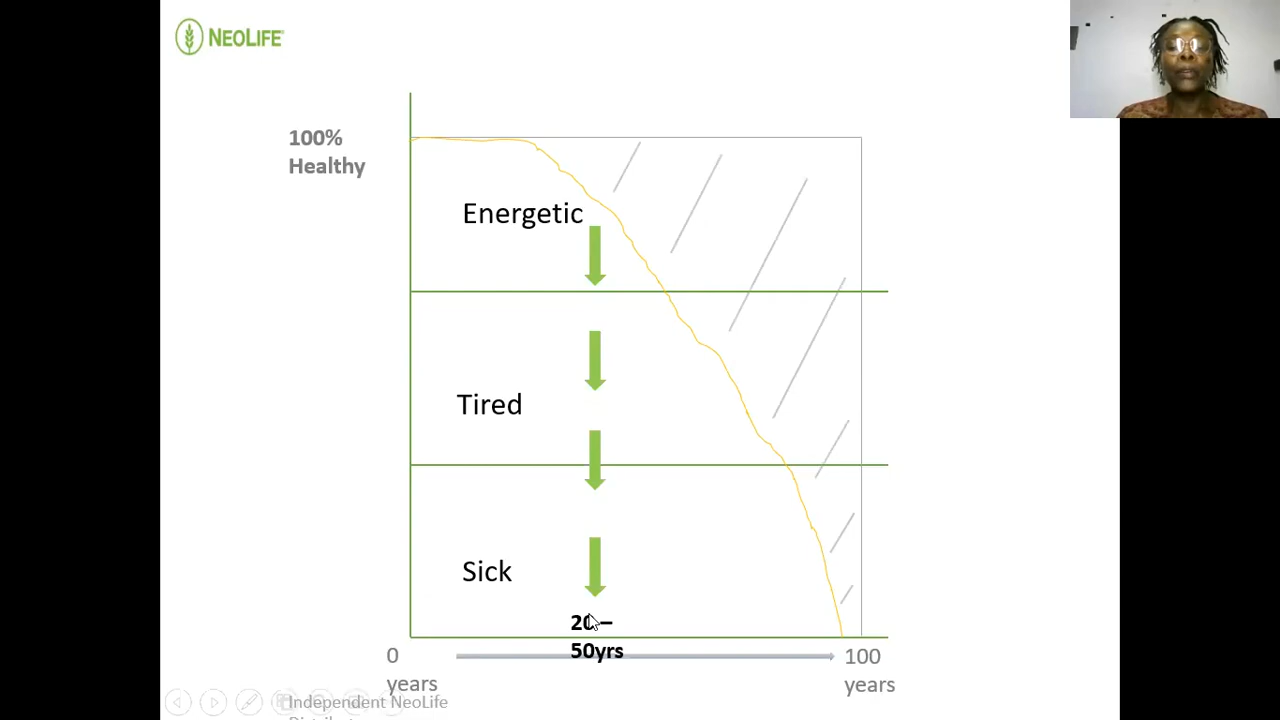 NEOLIFE
100%
Healthy
Energetic
Tired
Sick
20 –
50yrs
0
years
100
years
Independent NeoLife